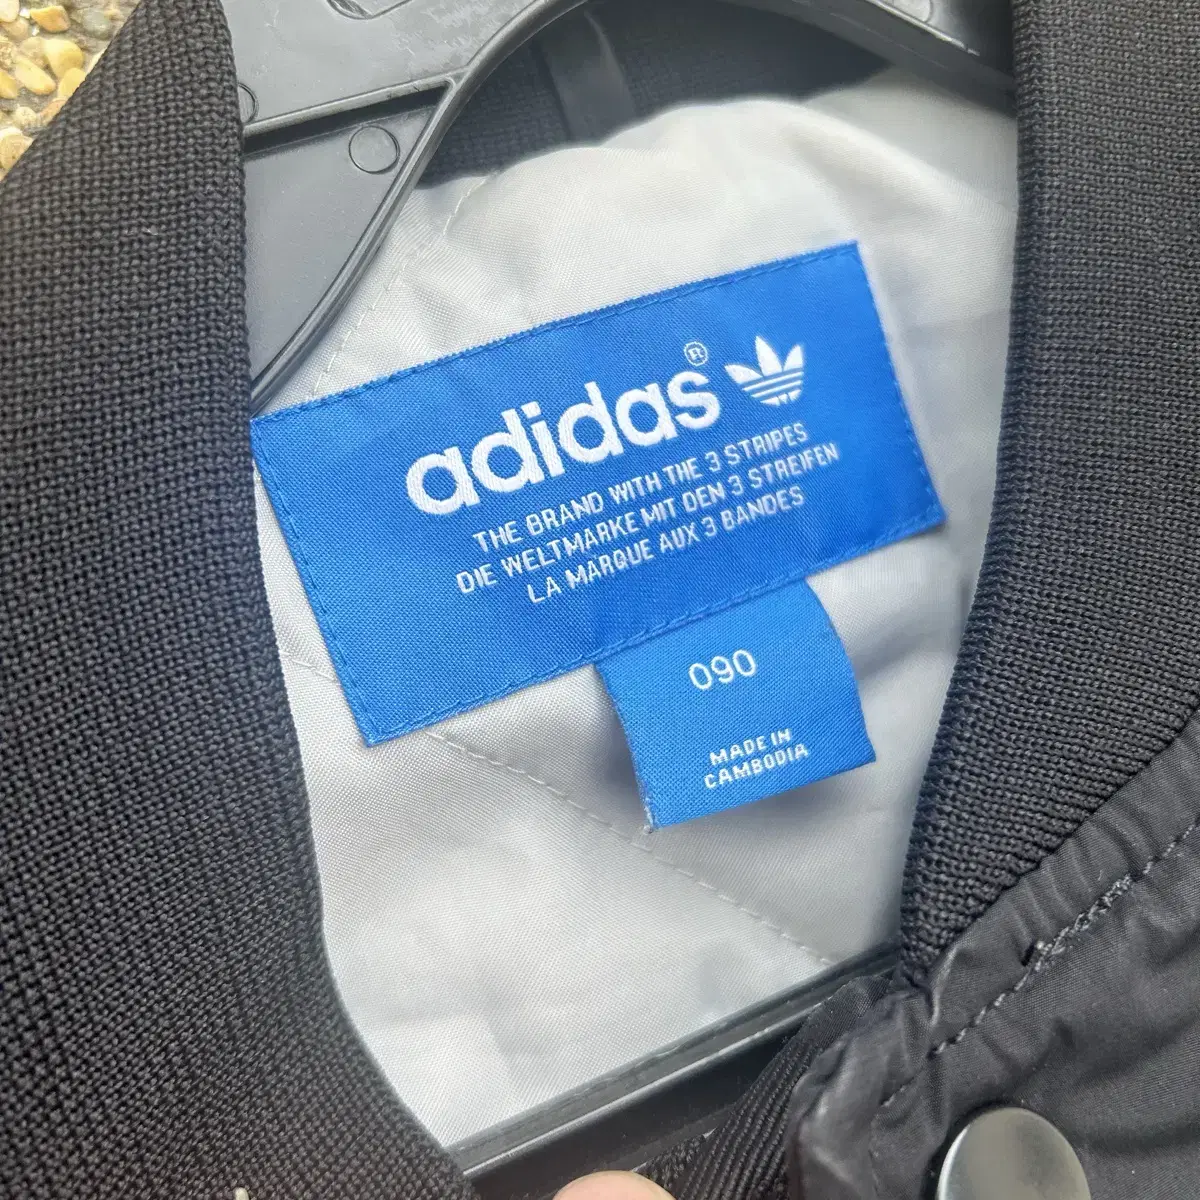 adidas®
THE BRAND WITH THE 3 STRIPES
DIE WELTMARKE MIT DEN 3 STREIFEN
LA MARQUE AUX 3 BANDES
090
MADE IN
CAMBODIA